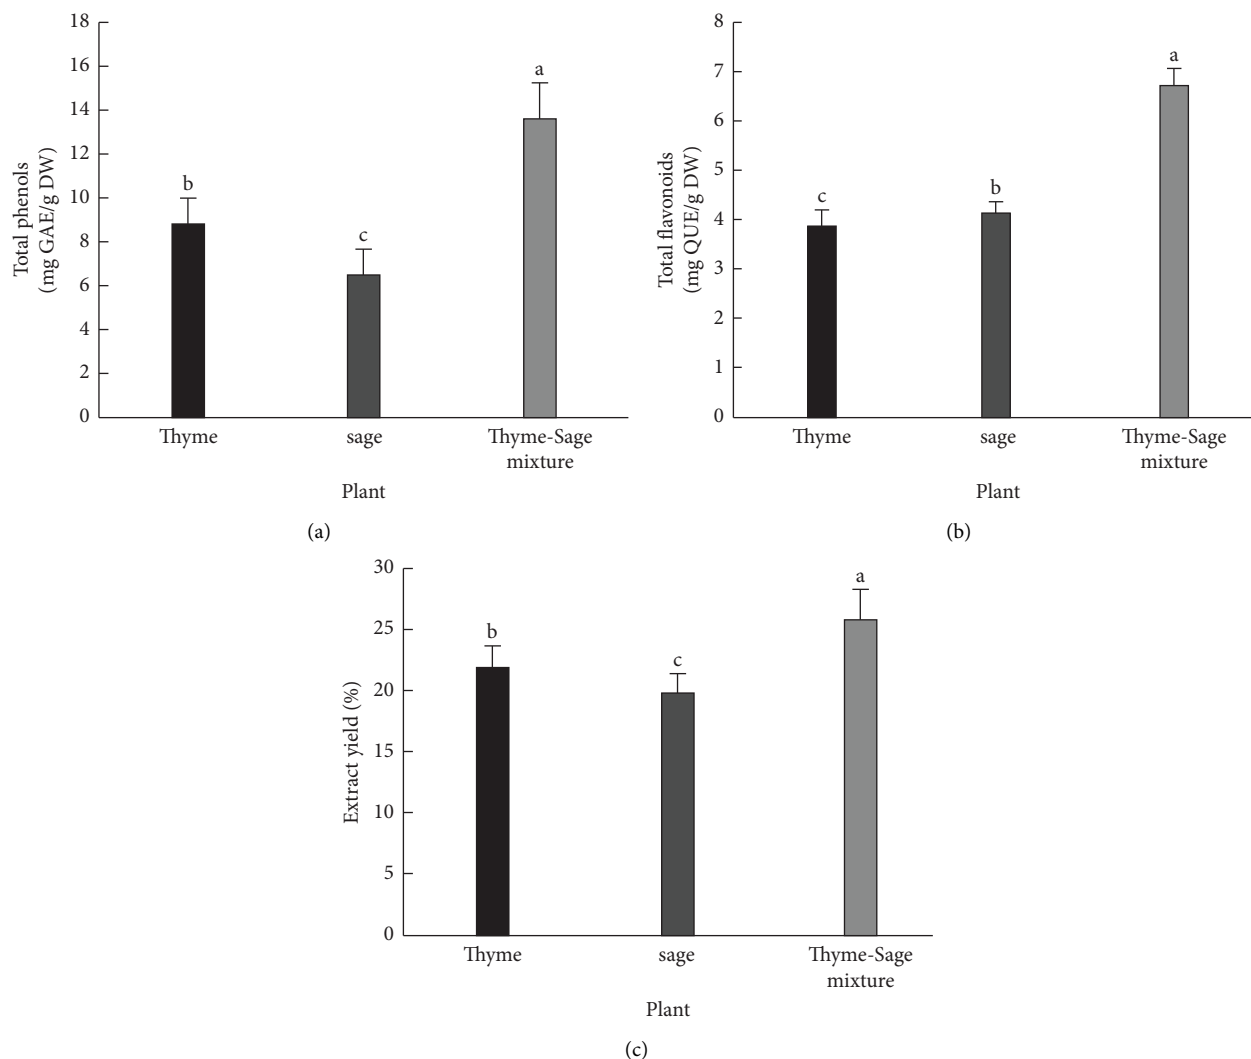 Total phenols
(mg GAE/g DW)
18
16
14
12
10
8
6
4
2
0
b
c
a
Thyme
sage
Thyme-Sage
mixture
Plant
(a)
Total flavonoids
(mg QUE/g DW)
8
7
6
5
4
3
2
1
0
c
b
a
Thyme
sage
Thyme-Sage
mixture
Plant
(b)
Extract yield (%)
30
25
20
15
10
5
0
b
c
a
Thyme
sage
Thyme-Sage
mixture
Plant
(c)